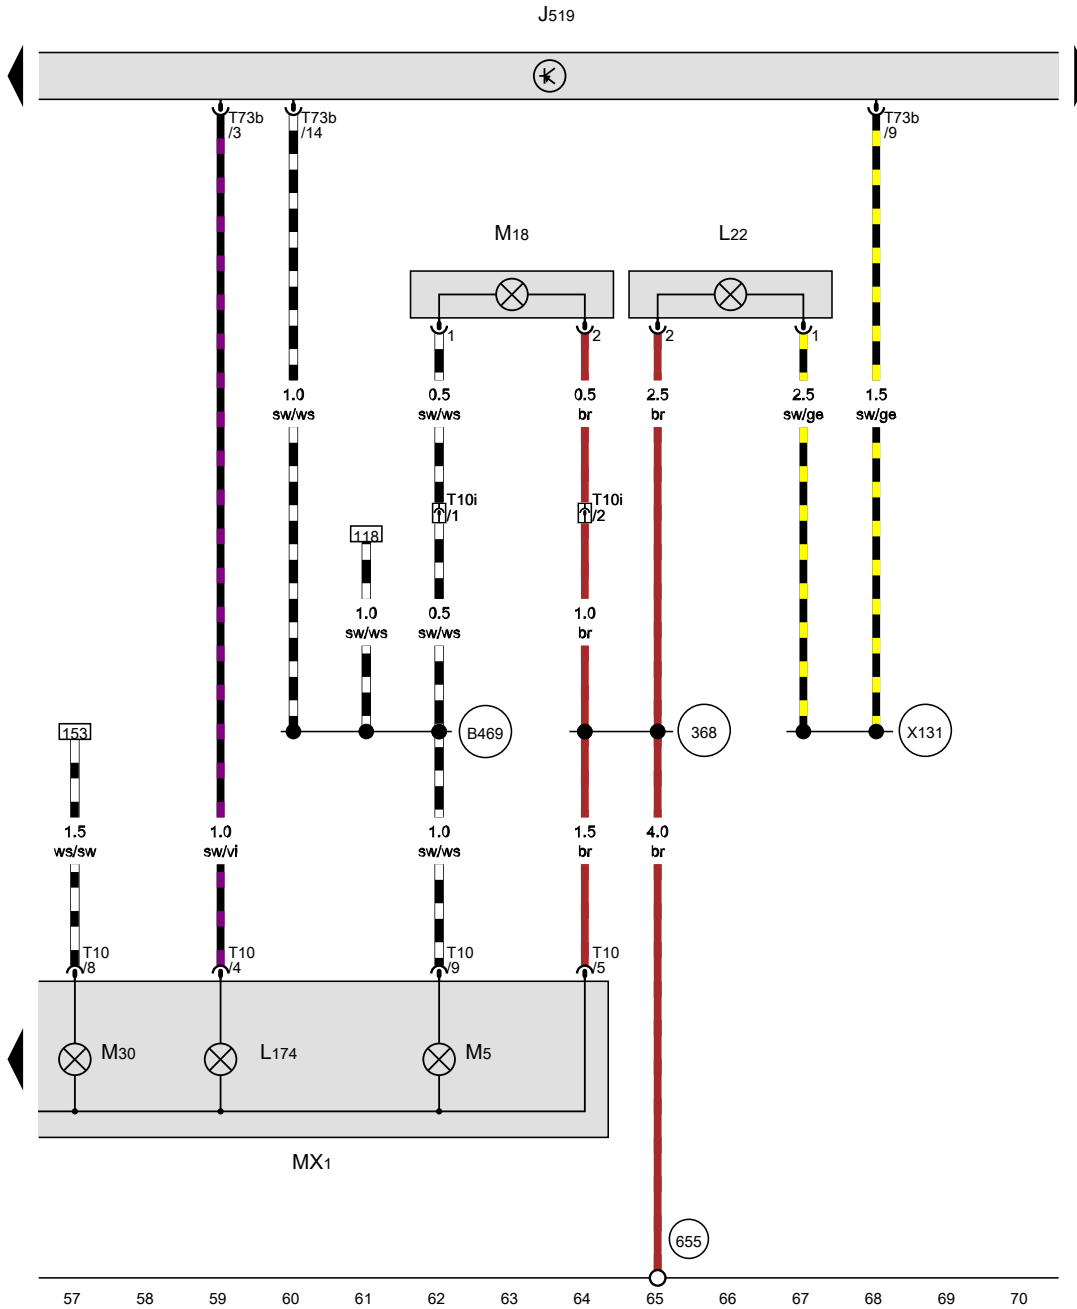 J519
T73b
/3
T73b
/14
T73b
/9
M18
L22
1
2
2
1
1.0
sw/ws
0.5
sw/ws
0.5
br
2.5
br
2.5
sw/ge
1.5
sw/ge
T10i
/1
T10i
/2
118
1.0
sw/ws
0.5
sw/ws
1.0
br
153
B469
368
X131
1.5
ws/sw
1.0
sw/vi
1.0
sw/ws
1.5
br
4.0
br
T10
/8
T10
/4
T10
/9
T10
/5
M30
L174
M5
MX1
655
57 58 59 60 61 62 63 64 65 66 67 68 69 70